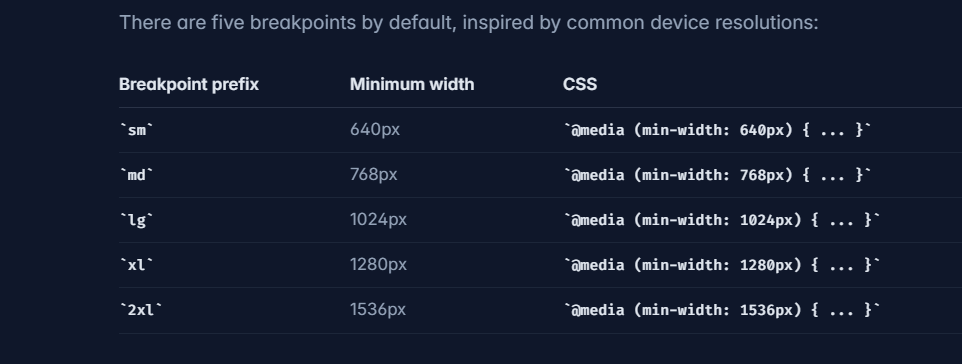 There are five breakpoints by default, inspired by common device resolutions:
Breakpoint prefix Minimum width CSS
`sm` 640px `@media (min-width: 640px) { ... }`
`md` 768px `@media (min-width: 768px) { ... }`
`lg` 1024px `@media (min-width: 1024px) { ... }`
`xl` 1280px `@media (min-width: 1280px) { ... }`
`2xl` 1536px `@media (min-width: 1536px) { ... }`